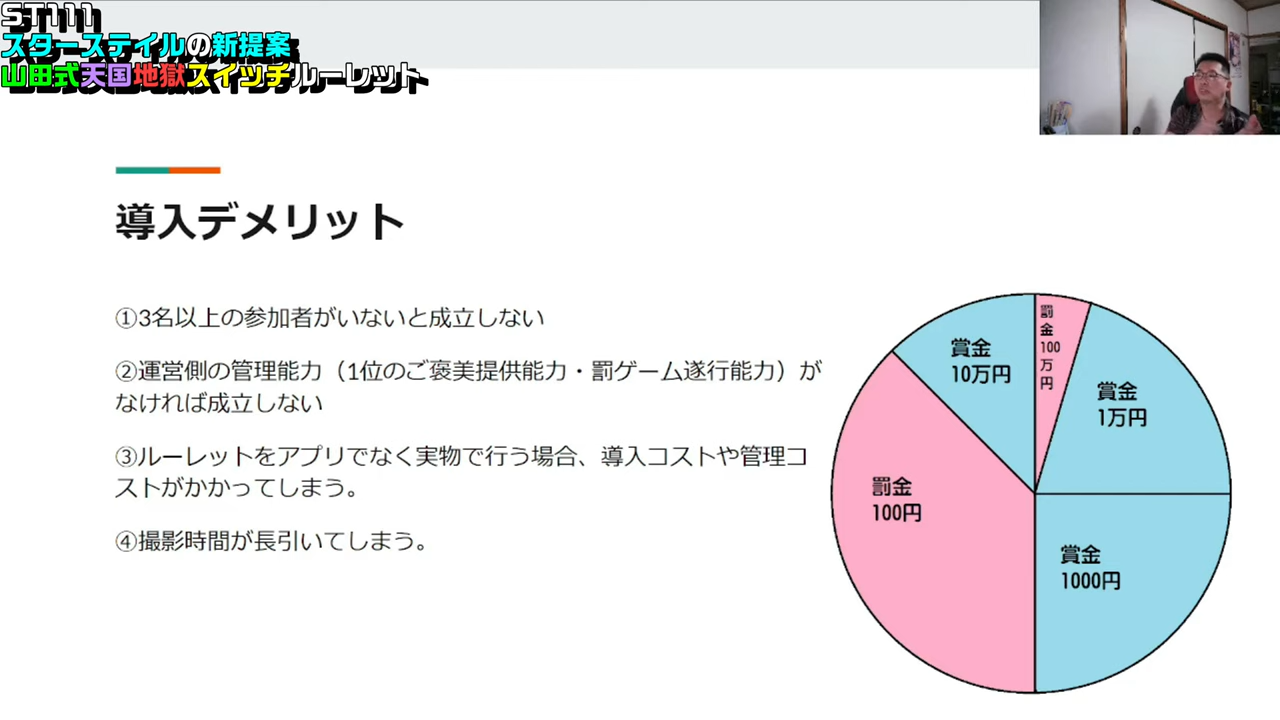 ST111
スターステイルの新提案
山田式天国地獄スイッチルーレット
導入デメリット
①3名以上の参加者がいないと成立しない
②運営側の管理能力（1位のご褒美提供能力・罰ゲーム遂行能力）が
なければ成立しない
③ルーレットをアプリでなく実物で行う場合、導入コストや管理コ
ストがかかってしまう。
④撮影時間が長引いてしまう。
賞金
10万円
罰
金
100
万
円
賞金
1万円
罰金
100円
賞金
1000円